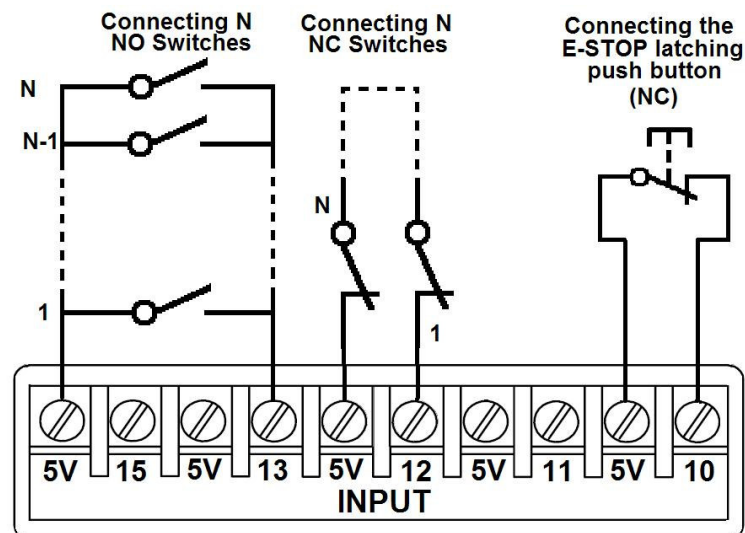 Connecting N
NO Switches
Connecting N
NC Switches
Connecting the
E-STOP latching
push button
(NC)
N
N-1
1
N
1
5V 15 5V 13 5V 12 5V 11 5V 10
INPUT